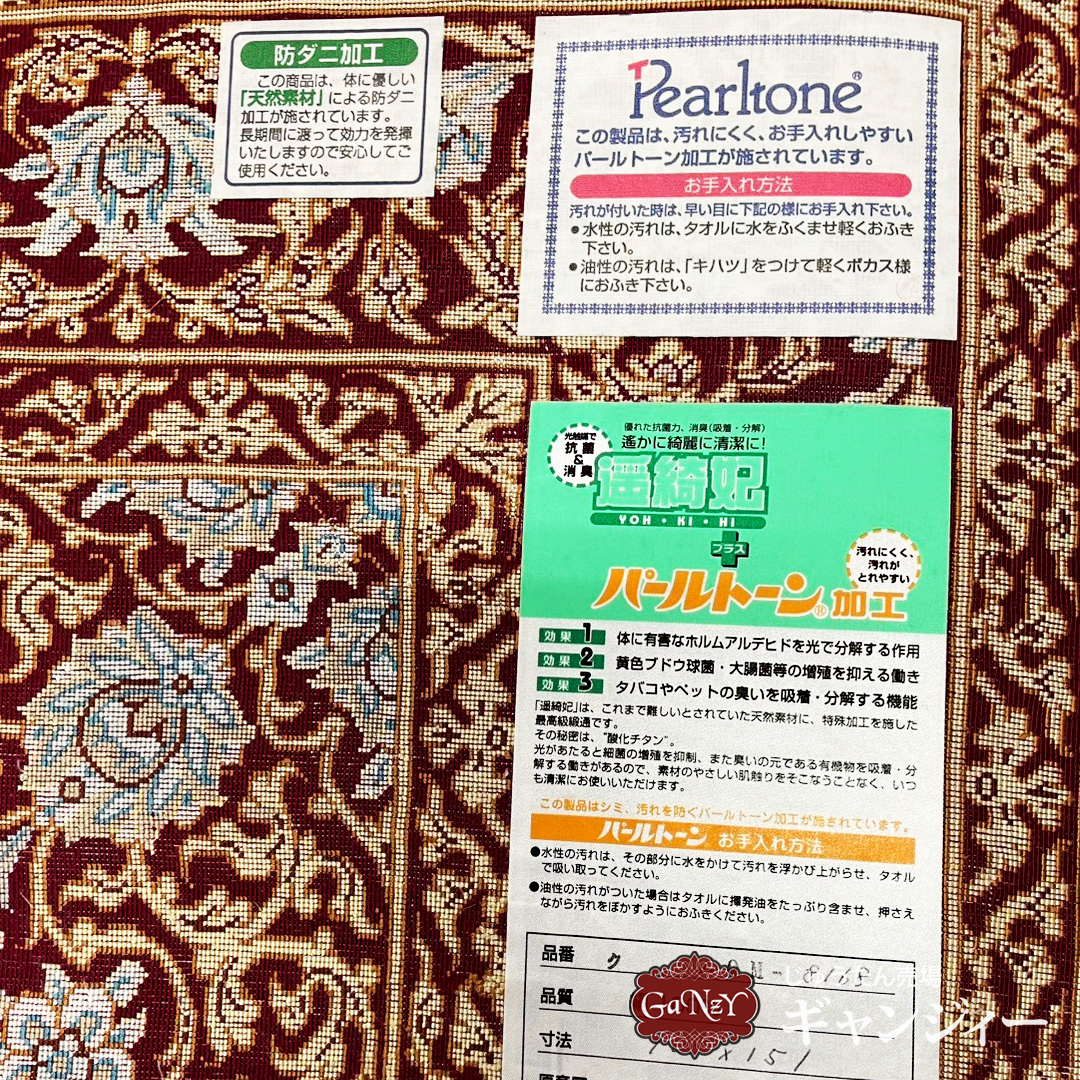 防ダニ加工
この商品は、体に優しい
「天然素材」による防ダニ
加工が施されています。
長期間に渡って効力を発揮
いたしますので安心してご
使用ください。
Pearltone®
この製品は、汚れにくく、お手入れしやすい
パールトーン加工が施されています。
お手入れ方法
汚れが付いた時は、早い目に下記の様にお手入れ下さい。
●水性の汚れは、タオルに水をふくませ軽くおふき
下さい。
●油性の汚れは、「キハツ」をつけて軽くボカス様
におふき下さい。
優れた抗菌力、消臭(吸着・分解)
遙かに綺麗に清潔に!
光触媒で
抗菌
&
消臭
遥綺妃
YOH・KI・HI
プラス
汚れにくく、
汚れが
とれやすい
パールトーン®加工
効果1 体に有害なホルムアルデヒドを光で分解する作用
効果2 黄色ブドウ球菌・大腸菌等の増殖を抑える働き
効果3 タバコやペットの臭いを吸着・分解する機能
「遥綺妃」は、これまで難しいとされていた天然素材に、特殊加工を施した
最高級緞通です。
その秘密は、"酸化チタン"。
光があたると細菌の増殖を抑制、また臭いの元である有機物を吸着・分
解する働きがあるので、素材のやさしい肌触りをそこなうことなく、いつ
も清潔にお使いいただけます。
この製品はシミ、汚れを防ぐパールトーン加工が施されています。
パールトーン お手入れ方法
●水性の汚れは、その部分に水をかけて汚れを浮かび上がらせ、タオル
で吸い取ってください。
●油性の汚れがついた場合はタオルに揮発油をたっぷり含ませ、押さえ
ながら汚れをぼかすようにおふきください。
品番 ク
品質
寸法 ×151
GaNzY
じゅうたん売場
ギャンジィー